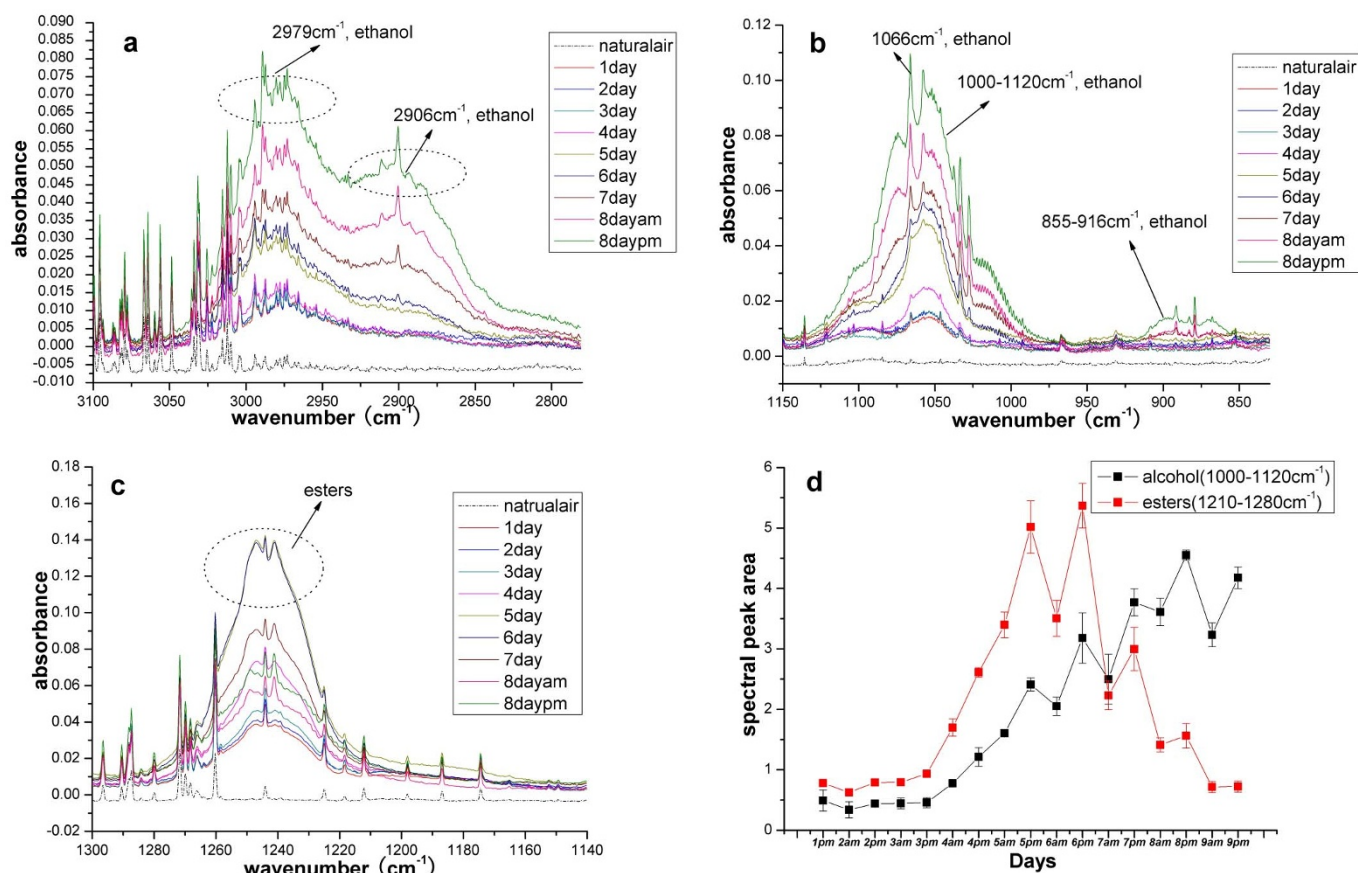 a
2979cm-1, ethanol
2906cm-1, ethanol
naturalair
1day
2day
3day
4day
5day
6day
7day
8dayam
8daypm
0.090
0.085
0.080
0.075
0.070
0.065
0.060
0.055
0.050
0.045
0.040
0.035
0.030
0.025
0.020
0.015
0.010
0.005
0.000
-0.005
-0.010
absorbance
3100 3050 3000 2950 2900 2850 2800
wavenumber (cm-1)
b
1066cm-1, ethanol
1000-1120cm-1, ethanol
855-916cm-1, ethanol
naturalair
1day
2day
3day
4day
5day
6day
7day
8dayam
8daypm
0.12
0.10
0.08
0.06
0.04
0.02
0.00
absorbance
1150 1100 1050 1000 950 900 850
wavenumber (cm-1)
c
esters
natrualair
1day
2day
3day
4day
5day
6day
7day
8dayam
8daypm
0.18
0.16
0.14
0.12
0.10
0.08
0.06
0.04
0.02
0.00
-0.02
absorbance
1300 1280 1260 1240 1220 1200 1180 1160 1140
wavenumber (cm-1)
d
alcohol(1000-1120cm-1)
esters(1210-1280cm-1)
6
5
4
3
2
1
0
spectral peak area
1pm 2am 2pm 3am 3pm 4am 4pm 5am 5pm 6am 6pm 7am 7pm 8am 8pm 9am 9pm
Days